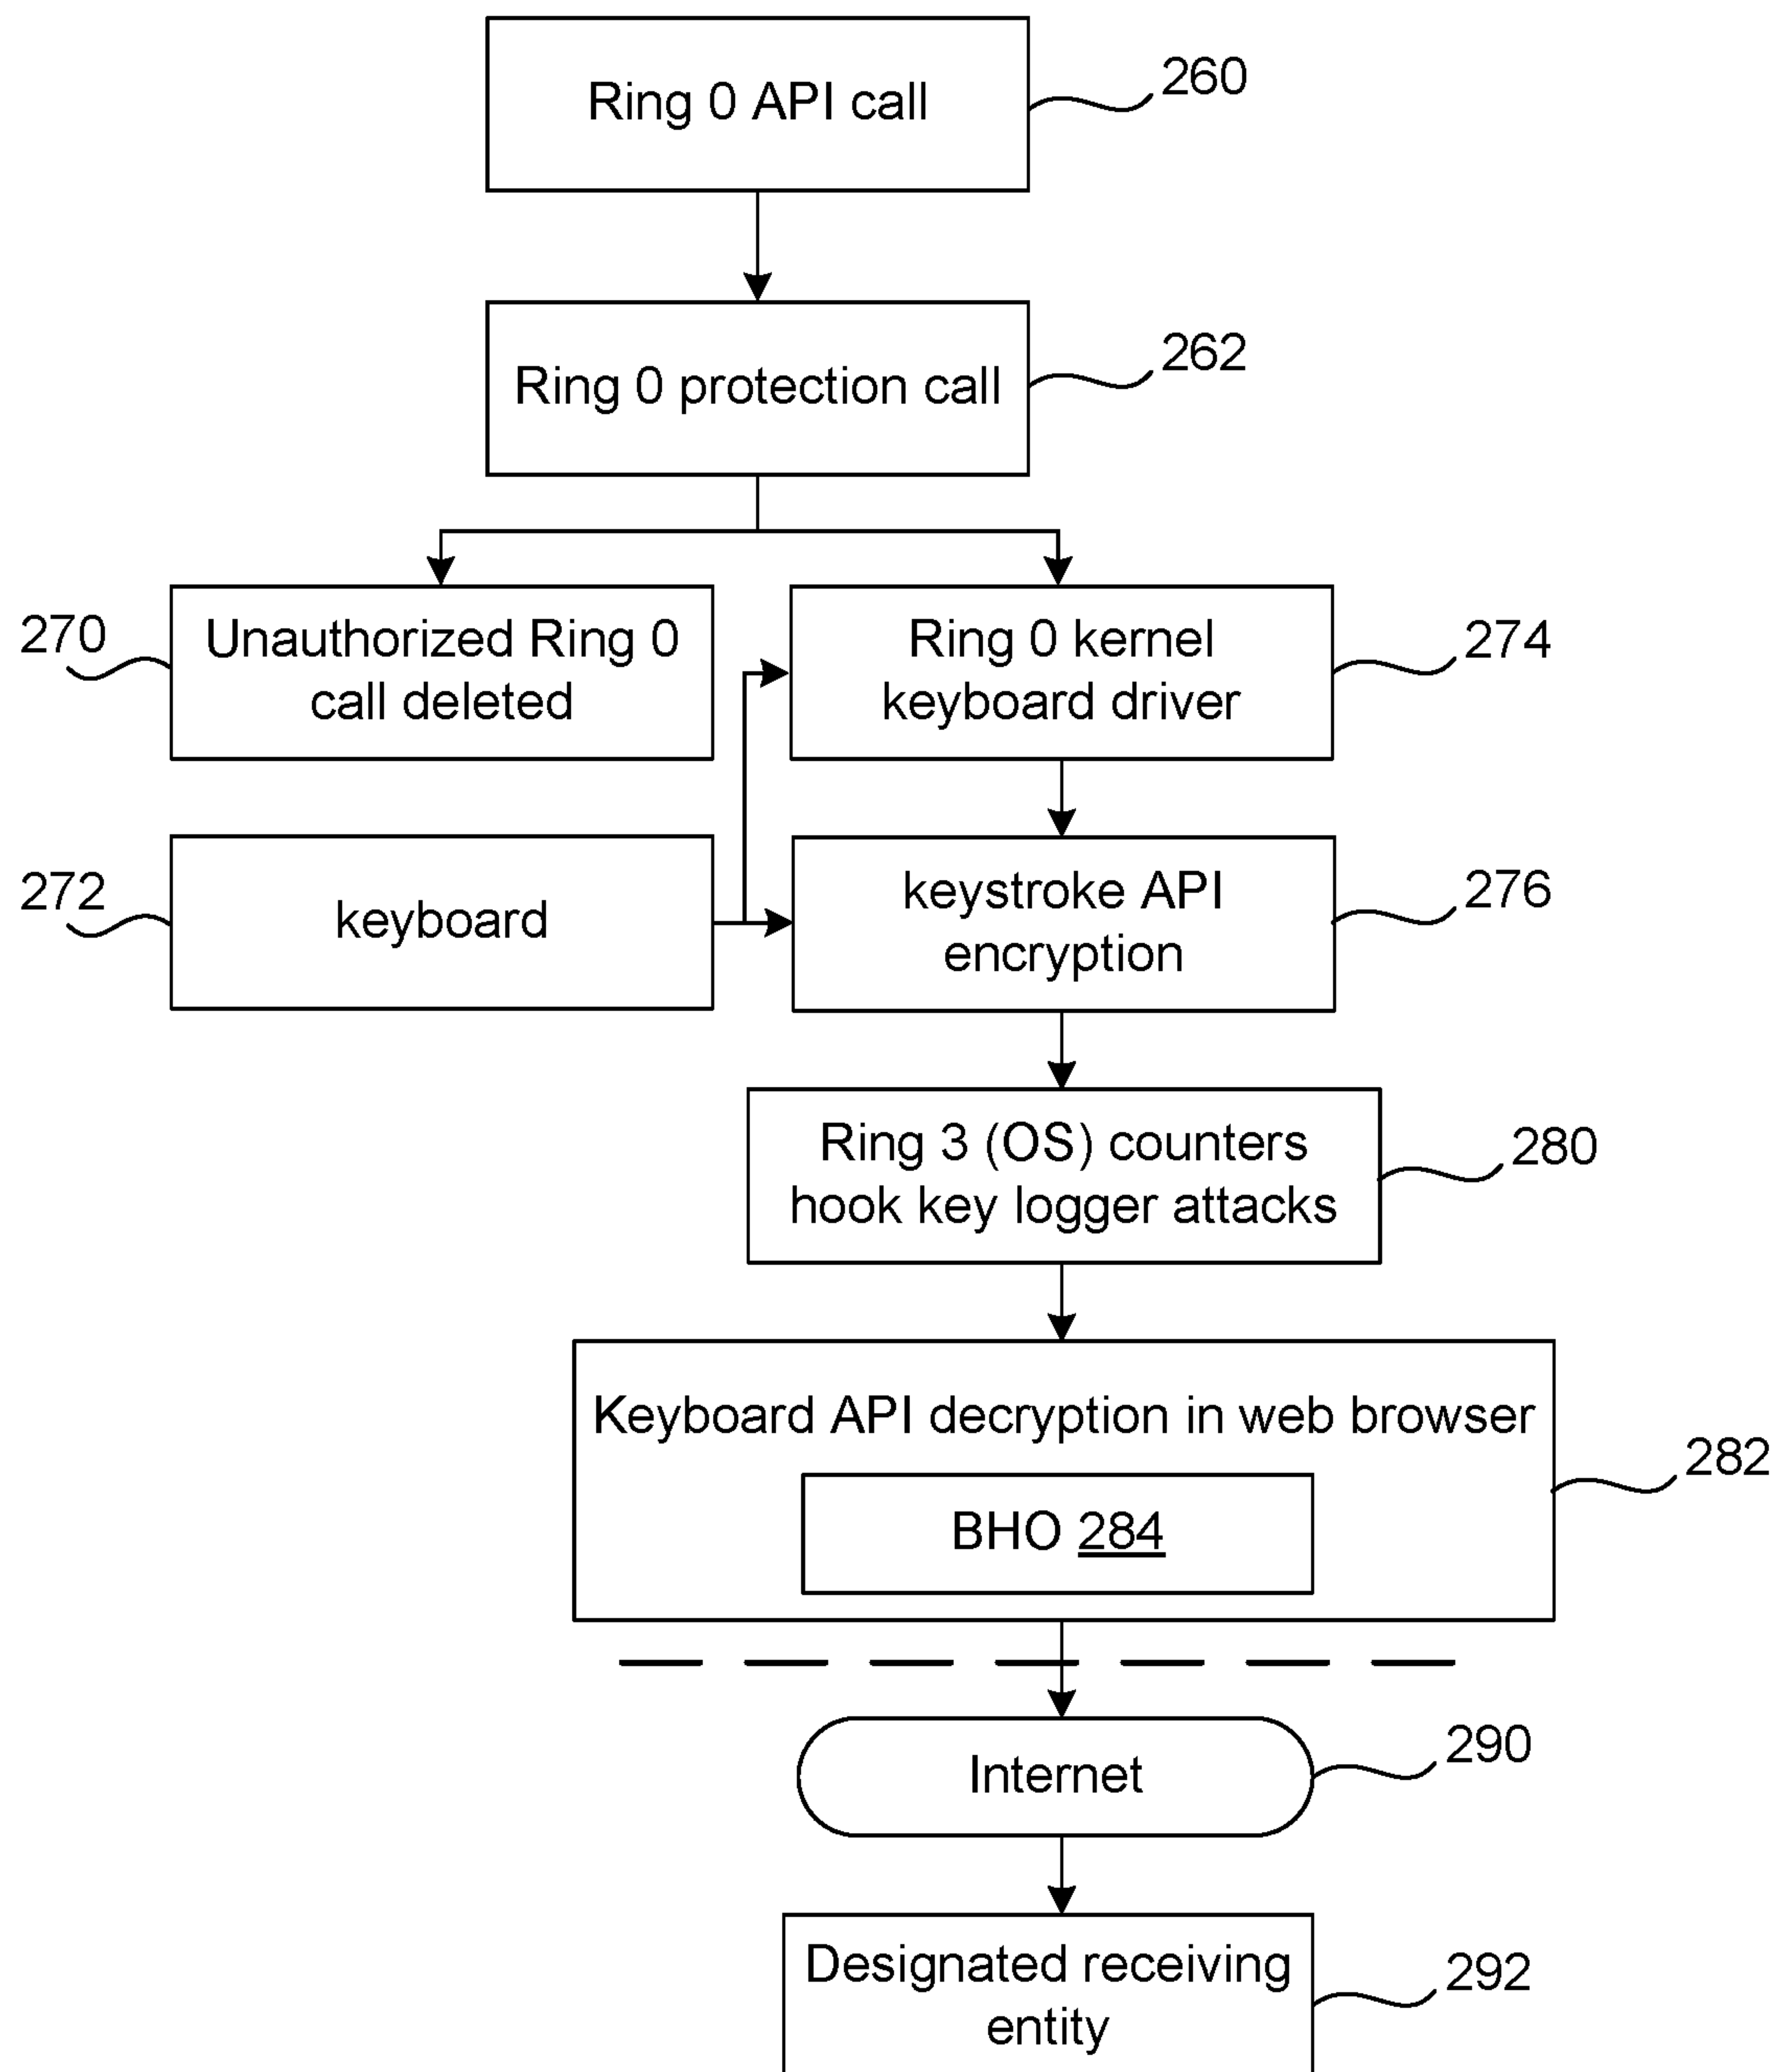 Ring 0 API call
260
Ring 0 protection call
262
270
Unauthorized Ring 0
call deleted
Ring 0 kernel
keyboard driver
274
272
keyboard
keystroke API
encryption
276
Ring 3 (OS) counters
hook key logger attacks
280
Keyboard API decryption in web browser
282
BHO 284
Internet
290
Designated receiving
entity
292